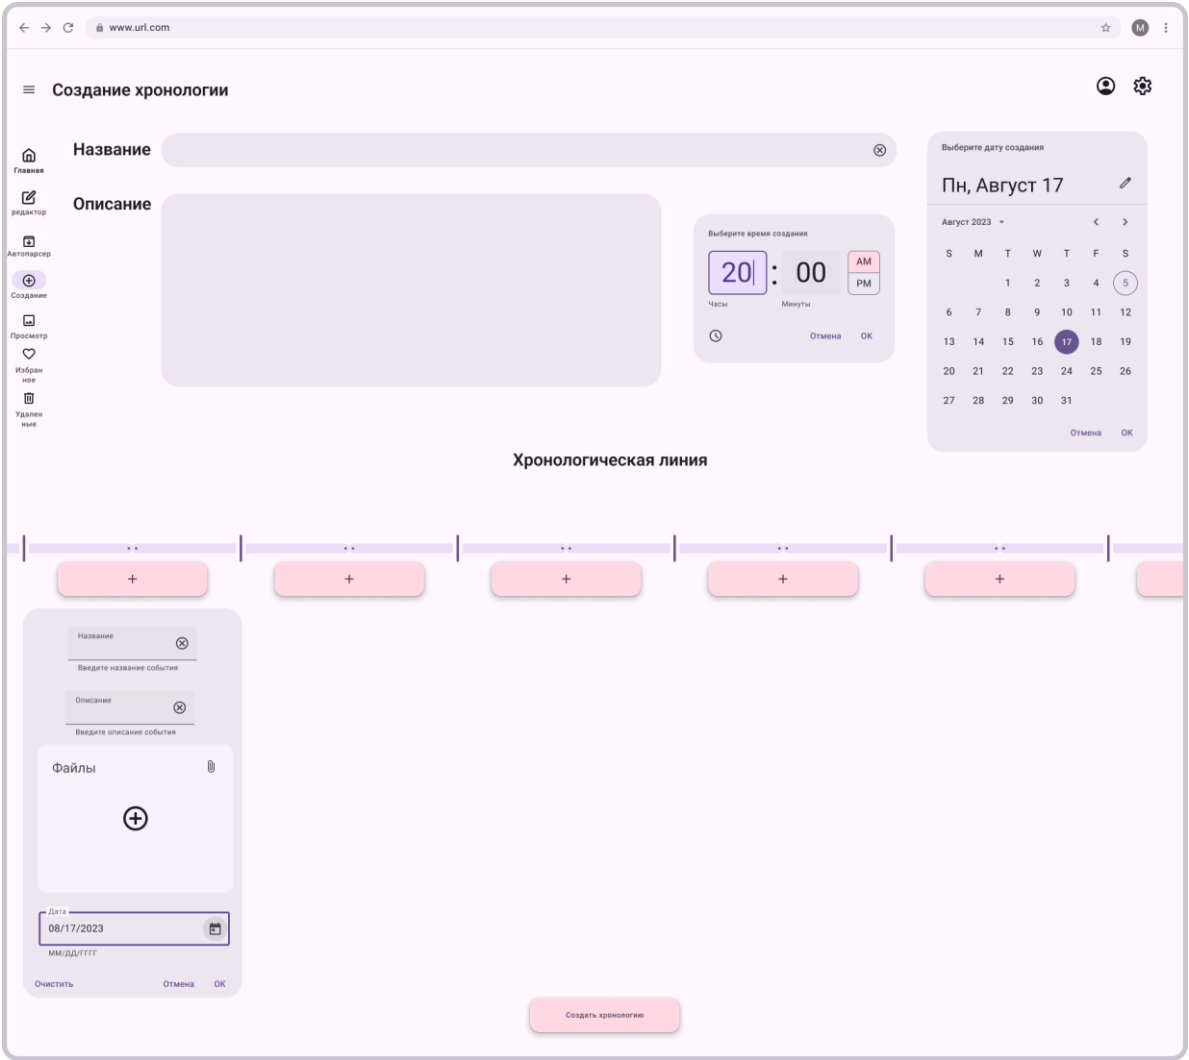 www.url.com
M
Создание хронологии
Главная
редактор
Автопарсер
Создание
Просмотр
Избран
ное
Удален
ные
Название
Описание
Выберите время создания
20 : 00
AM
PM
Часы
Минуты
Отмена
OK
Выберите дату создания
Пн, Август 17
Август 2023
S M T W T F S
1 2 3 4 5
6 7 8 9 10 11 12
13 14 15 16 17 18 19
20 21 22 23 24 25 26
27 28 29 30 31
Отмена
OK
Хронологическая линия
+ + + + +
Название
Введите название события
Описание
Введите описание события
Файлы
Дата
08/17/2023
ММ/ДД/ГГГГ
Очистить
Отмена
OK
Создать хронологию